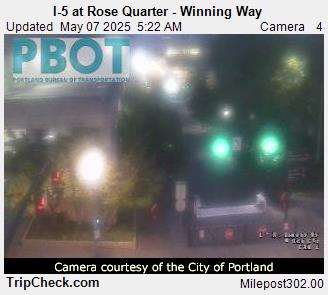 I-5 at Rose Quarter - Winning Way
Updated May 07 2025 5:22 AM Camera 4
PBOT
PORTLAND BUREAU OF TRANSPORTATION
Camera courtesy of the City of Portland
TripCheck.com Milepost302.00